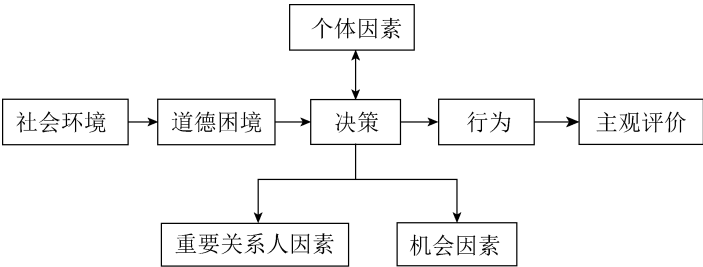 个体因素
社会环境
道德困境
决策
行为
主观评价
重要关系人因素
机会因素